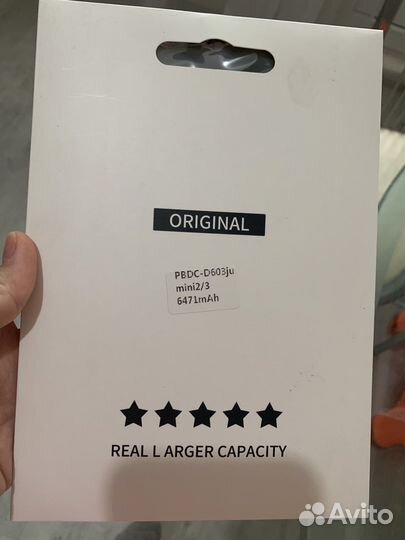 ORIGINAL
PBDC-D603ju
mini2/3
6471mAh
REAL L ARGER CAPACITY
Avito